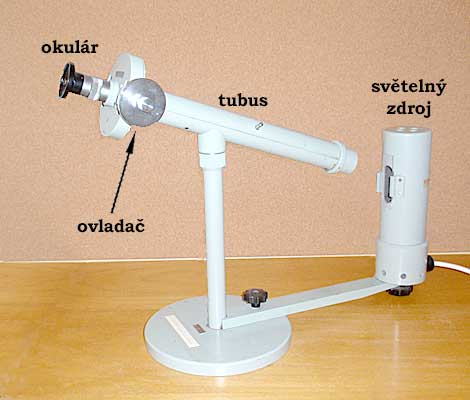 okulár
tubus
světelný
zdroj
ovladač